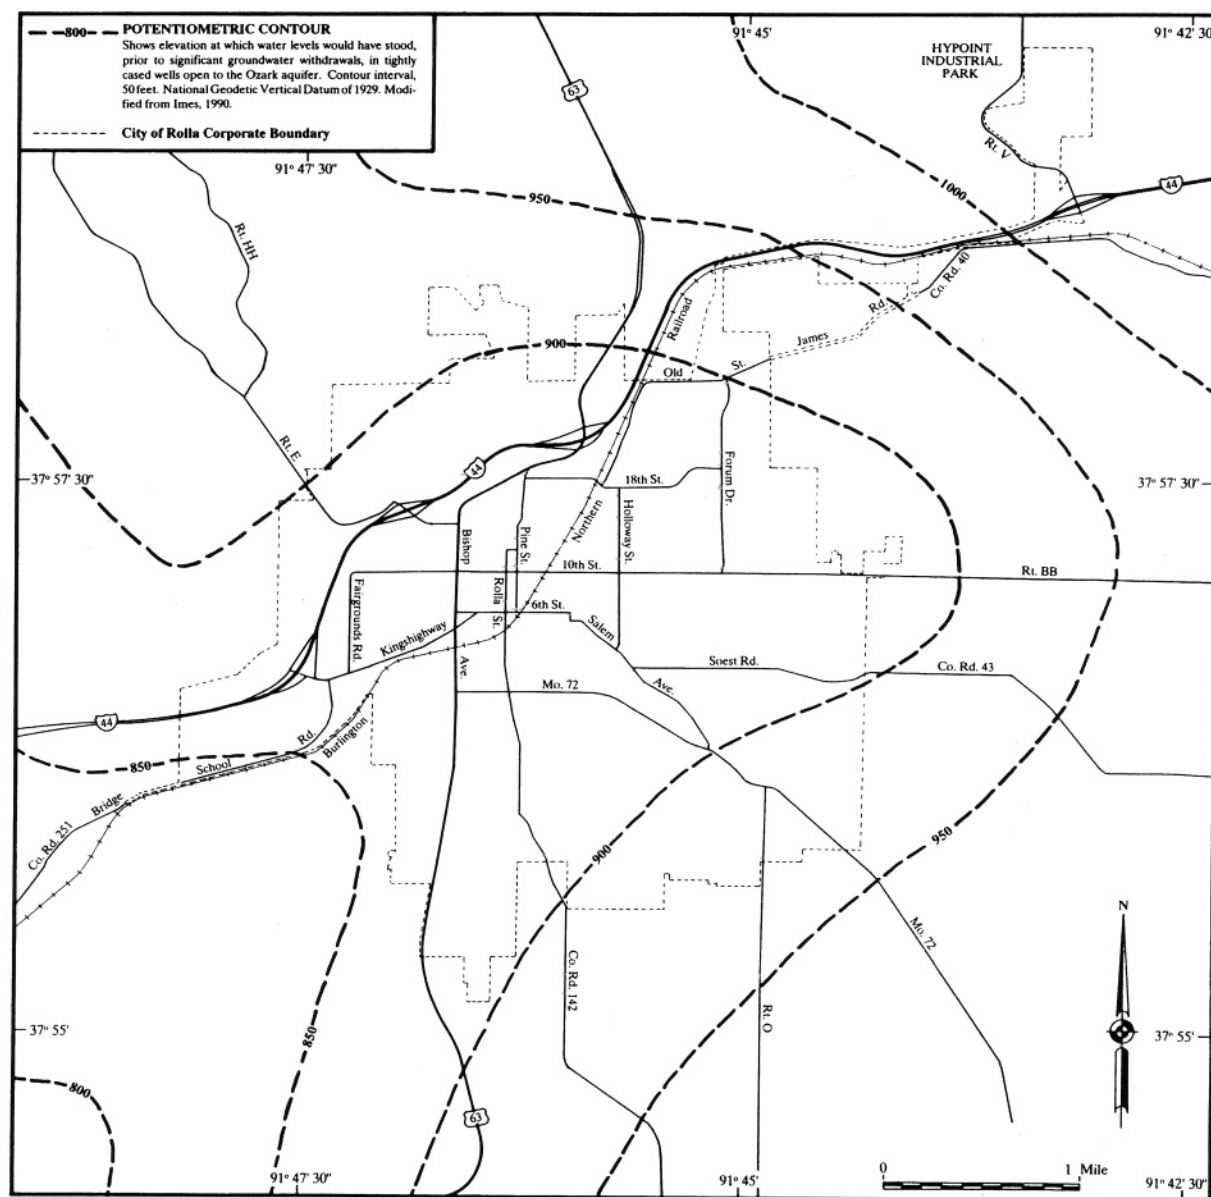 800
POTENTIOMETRIC CONTOUR
Shows elevation at which water levels would have stood,
prior to significant groundwater withdrawals, in tightly
cased wells open to the Ozark aquifer. Contour interval,
50 feet. National Geodetic Vertical Datum of 1929. Modi-
fied from Imes, 1990.
City of Rolla Corporate Boundary
91° 47' 30"
91° 45'
91° 42' 30"
HYPOINT
INDUSTRIAL
PARK
63
Rt. V
44
1000
950
Rt. HH
Co. Rd. 40
Railroad
Rd.
James
St.
Old
900
Rt. E
44
37° 57' 30"
37° 57' 30"
18th St.
Forum Dr.
Northern
Holloway St.
Pine St.
Bishop
10th St.
Rt. BB
Fairgrounds Rd.
Rolla
St.
6th St.
Salem
Kingshighway
Ave.
Soest Rd.
Co. Rd. 43
Mo. 72
Ave.
44
Rd.
Burlington
850
School
Bridge
Co. Rd. 251
900
950
N
Mo. 72
Co. Rd. 142
Rt. O
37° 55'
37° 55'
850
800
63
0 1 Mile
91° 47' 30"
91° 45'
91° 42' 30"